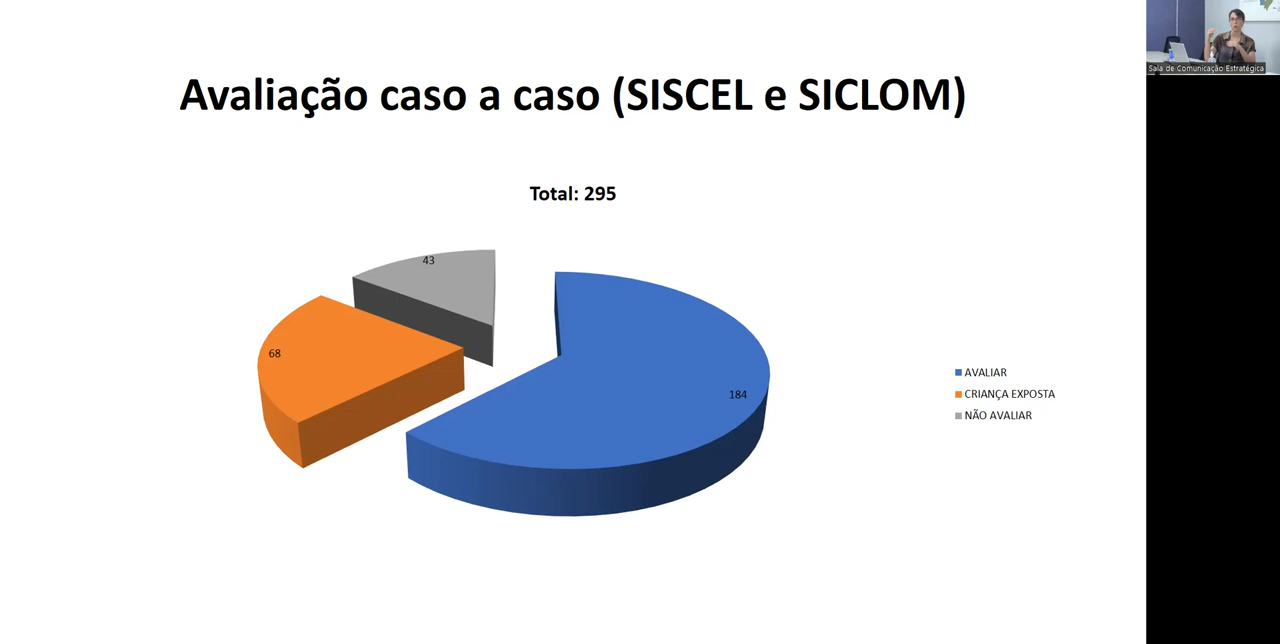 Avaliação caso a caso (SISCEL e SICLOM)
Total: 295
43
68
184
AVALIAR
CRIANÇA EXPOSTA
NÃO AVALIAR
Sala de Comunicação Estratégica